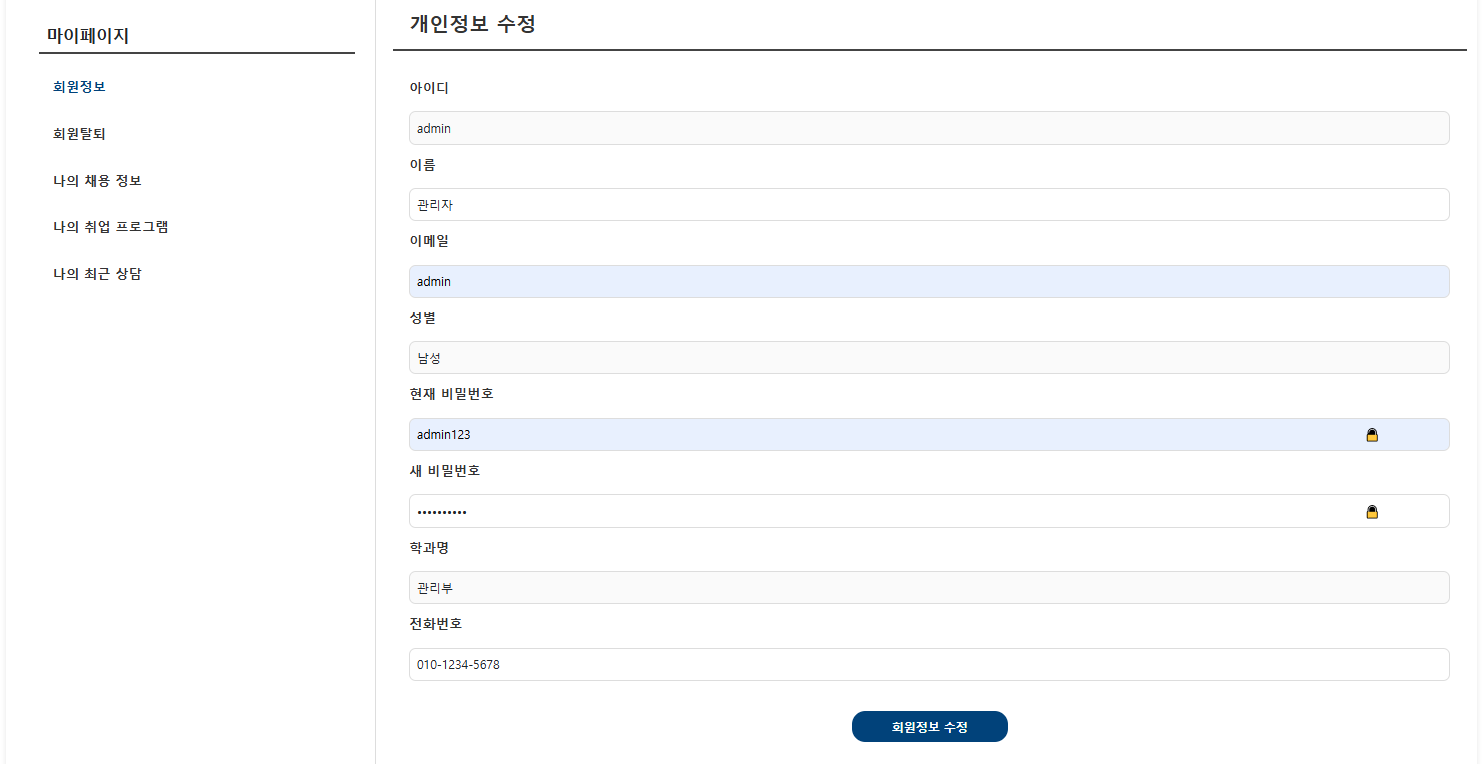 마이페이지
회원정보
회원탈퇴
나의 채용 정보
나의 취업 프로그램
나의 최근 상담
개인정보 수정
아이디
admin
이름
관리자
이메일
admin
성별
남성
현재 비밀번호
admin123
새 비밀번호
••••••••••
학과명
관리부
전화번호
010-1234-5678
회원정보 수정